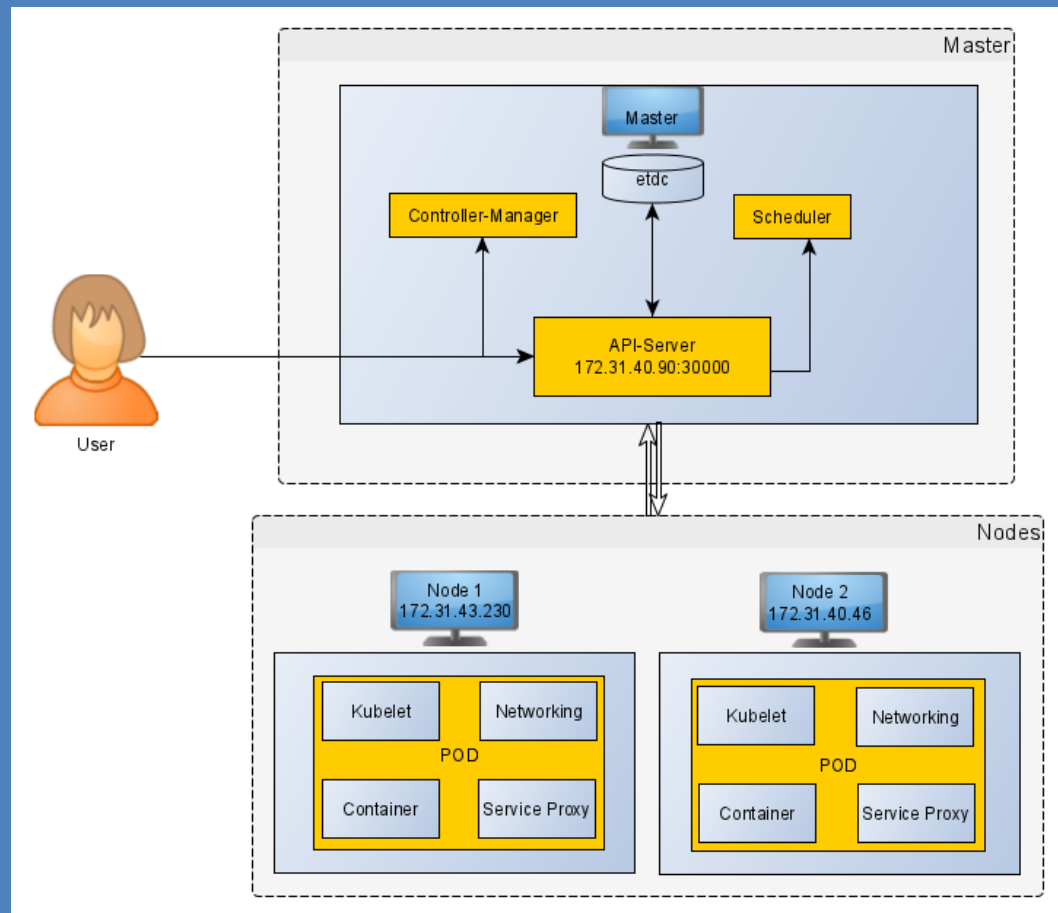 Master
Master
etdc
Controller-Manager
Scheduler
API-Server
172.31.40.90:30000
User
Nodes
Node 1
172.31.43.230
Node 2
172.31.40.46
Kubelet
Networking
POD
Container
Service Proxy
Kubelet
Networking
POD
Container
Service Proxy